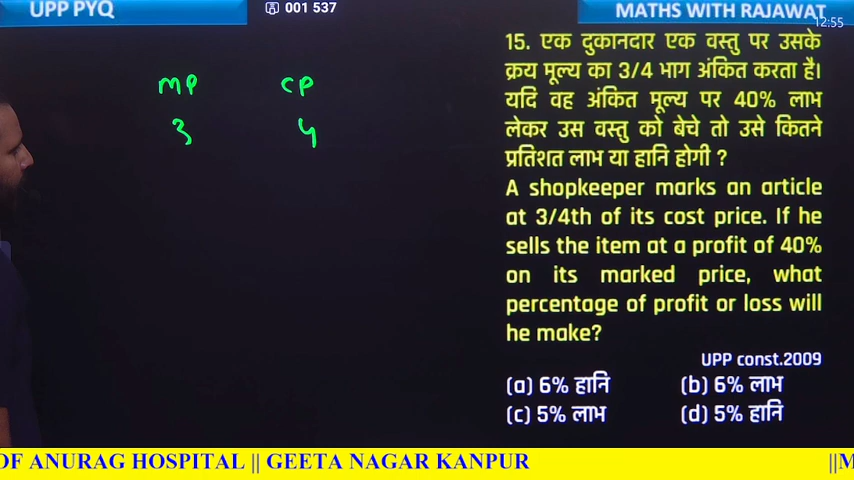 UPP PYQ
001 537
MATHS WITH RAJAWAT
12:55
MP CP
3 4
15. एक दुकानदार एक वस्तु पर उसके
क्रय मूल्य का 3/4 भाग अंकित करता है।
यदि वह अंकित मूल्य पर 40% लाभ
लेकर उस वस्तु को बेचे तो उसे कितने
प्रतिशत लाभ या हानि होगी ?
A shopkeeper marks an article
at 3/4th of its cost price. If he
sells the item at a profit of 40%
on its marked price, what
percentage of profit or loss will
he make?
UPP const.2009
(a) 6% हानि (b) 6% लाभ
(c) 5% लाभ (d) 5% हानि
OF ANURAG HOSPITAL || GEETA NAGAR KANPUR ||M